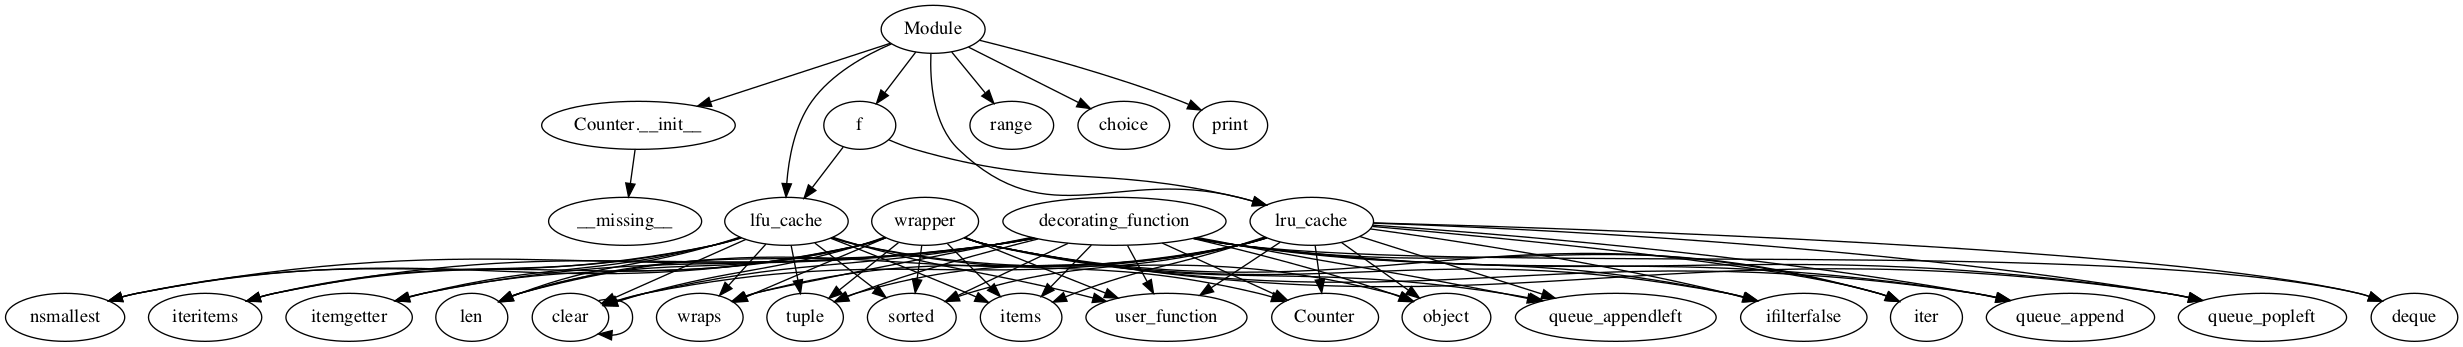 Module
Counter.__init__
f
range
choice
print
__missing__
lfu_cache
wrapper
decorating_function
lru_cache
nsmallest
iteritems
itemgetter
len
clear
wraps
tuple
sorted
items
user_function
Counter
object
queue_appendleft
ifilterfalse
iter
queue_append
queue_popleft
deque